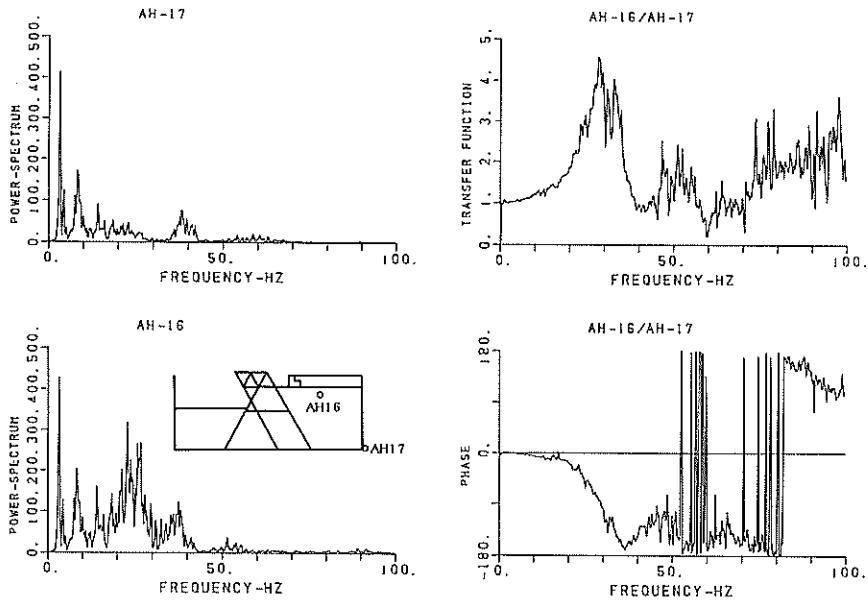 AH-17
500.
400.
300.
200.
100.
0.
POWER-SPECTRUM
50.
100.
FREQUENCY-HZ
AH-16/AH-17
5.
4.
3.
2.
1.
0.
TRANSFER FUNCTION
0.
50.
100.
FREQUENCY-HZ
AH-16
500.
400.
300.
200.
100.
0.
POWER-SPECTRUM
AH16
AH17
50.
100.
FREQUENCY-HZ
AH-16/AH-17
180.
0.
-180.
PHASE
0.
50.
100.
FREQUENCY-HZ